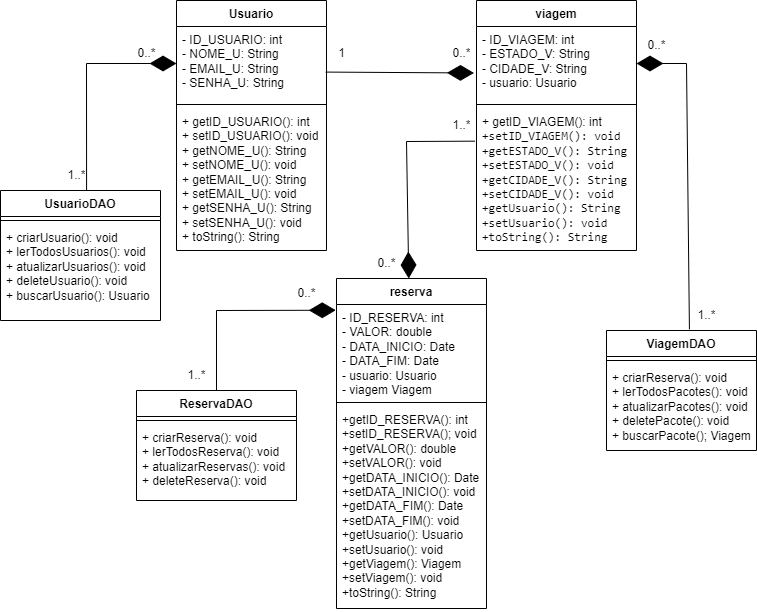 Usuario
- ID_USUARIO: int
- NOME_U: String
- EMAIL_U: String
- SENHA_U: String
+ getID_USUARIO(): int
+ setID_USUARIO(): void
+ getNOME_U(): String
+ setNOME_U(): void
+ getEMAIL_U(): String
+ setEMAIL_U(): void
+ getSENHA_U(): String
+ setSENHA_U(): void
+ toString(): String
viagem
- ID_VIAGEM: int
- ESTADO_V: String
- CIDADE_V: String
- usuario: Usuario
+ getID_VIAGEM(): int
+setID_VIAGEM(): void
+getESTADO_V(): String
+setESTADO_V(): void
+getCIDADE_V(): String
+setCIDADE_V(): void
+getUsuario(): String
+setUsuario(): void
+toString(): String
0..*
1
0..*
0..*
1..*
1..*
UsuarioDAO
+ criarUsuario(): void
+ lerTodosUsuarios(): void
+ atualizarUsuarios(): void
+ deleteUsuario(): void
+ buscarUsuario(): Usuario
0..*
0..*
reserva
- ID_RESERVA: int
- VALOR: double
- DATA_INICIO: Date
- DATA_FIM: Date
- usuario: Usuario
- viagem Viagem
+getID_RESERVA(): int
+setID_RESERVA(); void
+getVALOR(): double
+setVALOR(): void
+getDATA_INICIO(): Date
+setDATA_INICIO(): void
+getDATA_FIM(): Date
+setDATA_FIM(): void
+getUsuario(): Usuario
+setUsuario(): void
+getViagem(): Viagem
+setViagem(): void
+toString(): String
1..*
ViagemDAO
+ criarReserva(): void
+ lerTodosPacotes(): void
+ atualizarPacotes(): void
+ deletePacote(): void
+ buscarPacote(); Viagem
1..*
ReservaDAO
+ criarReserva(): void
+ lerTodosReserva(): void
+ atualizarReservas(): void
+ deleteReserva(): void